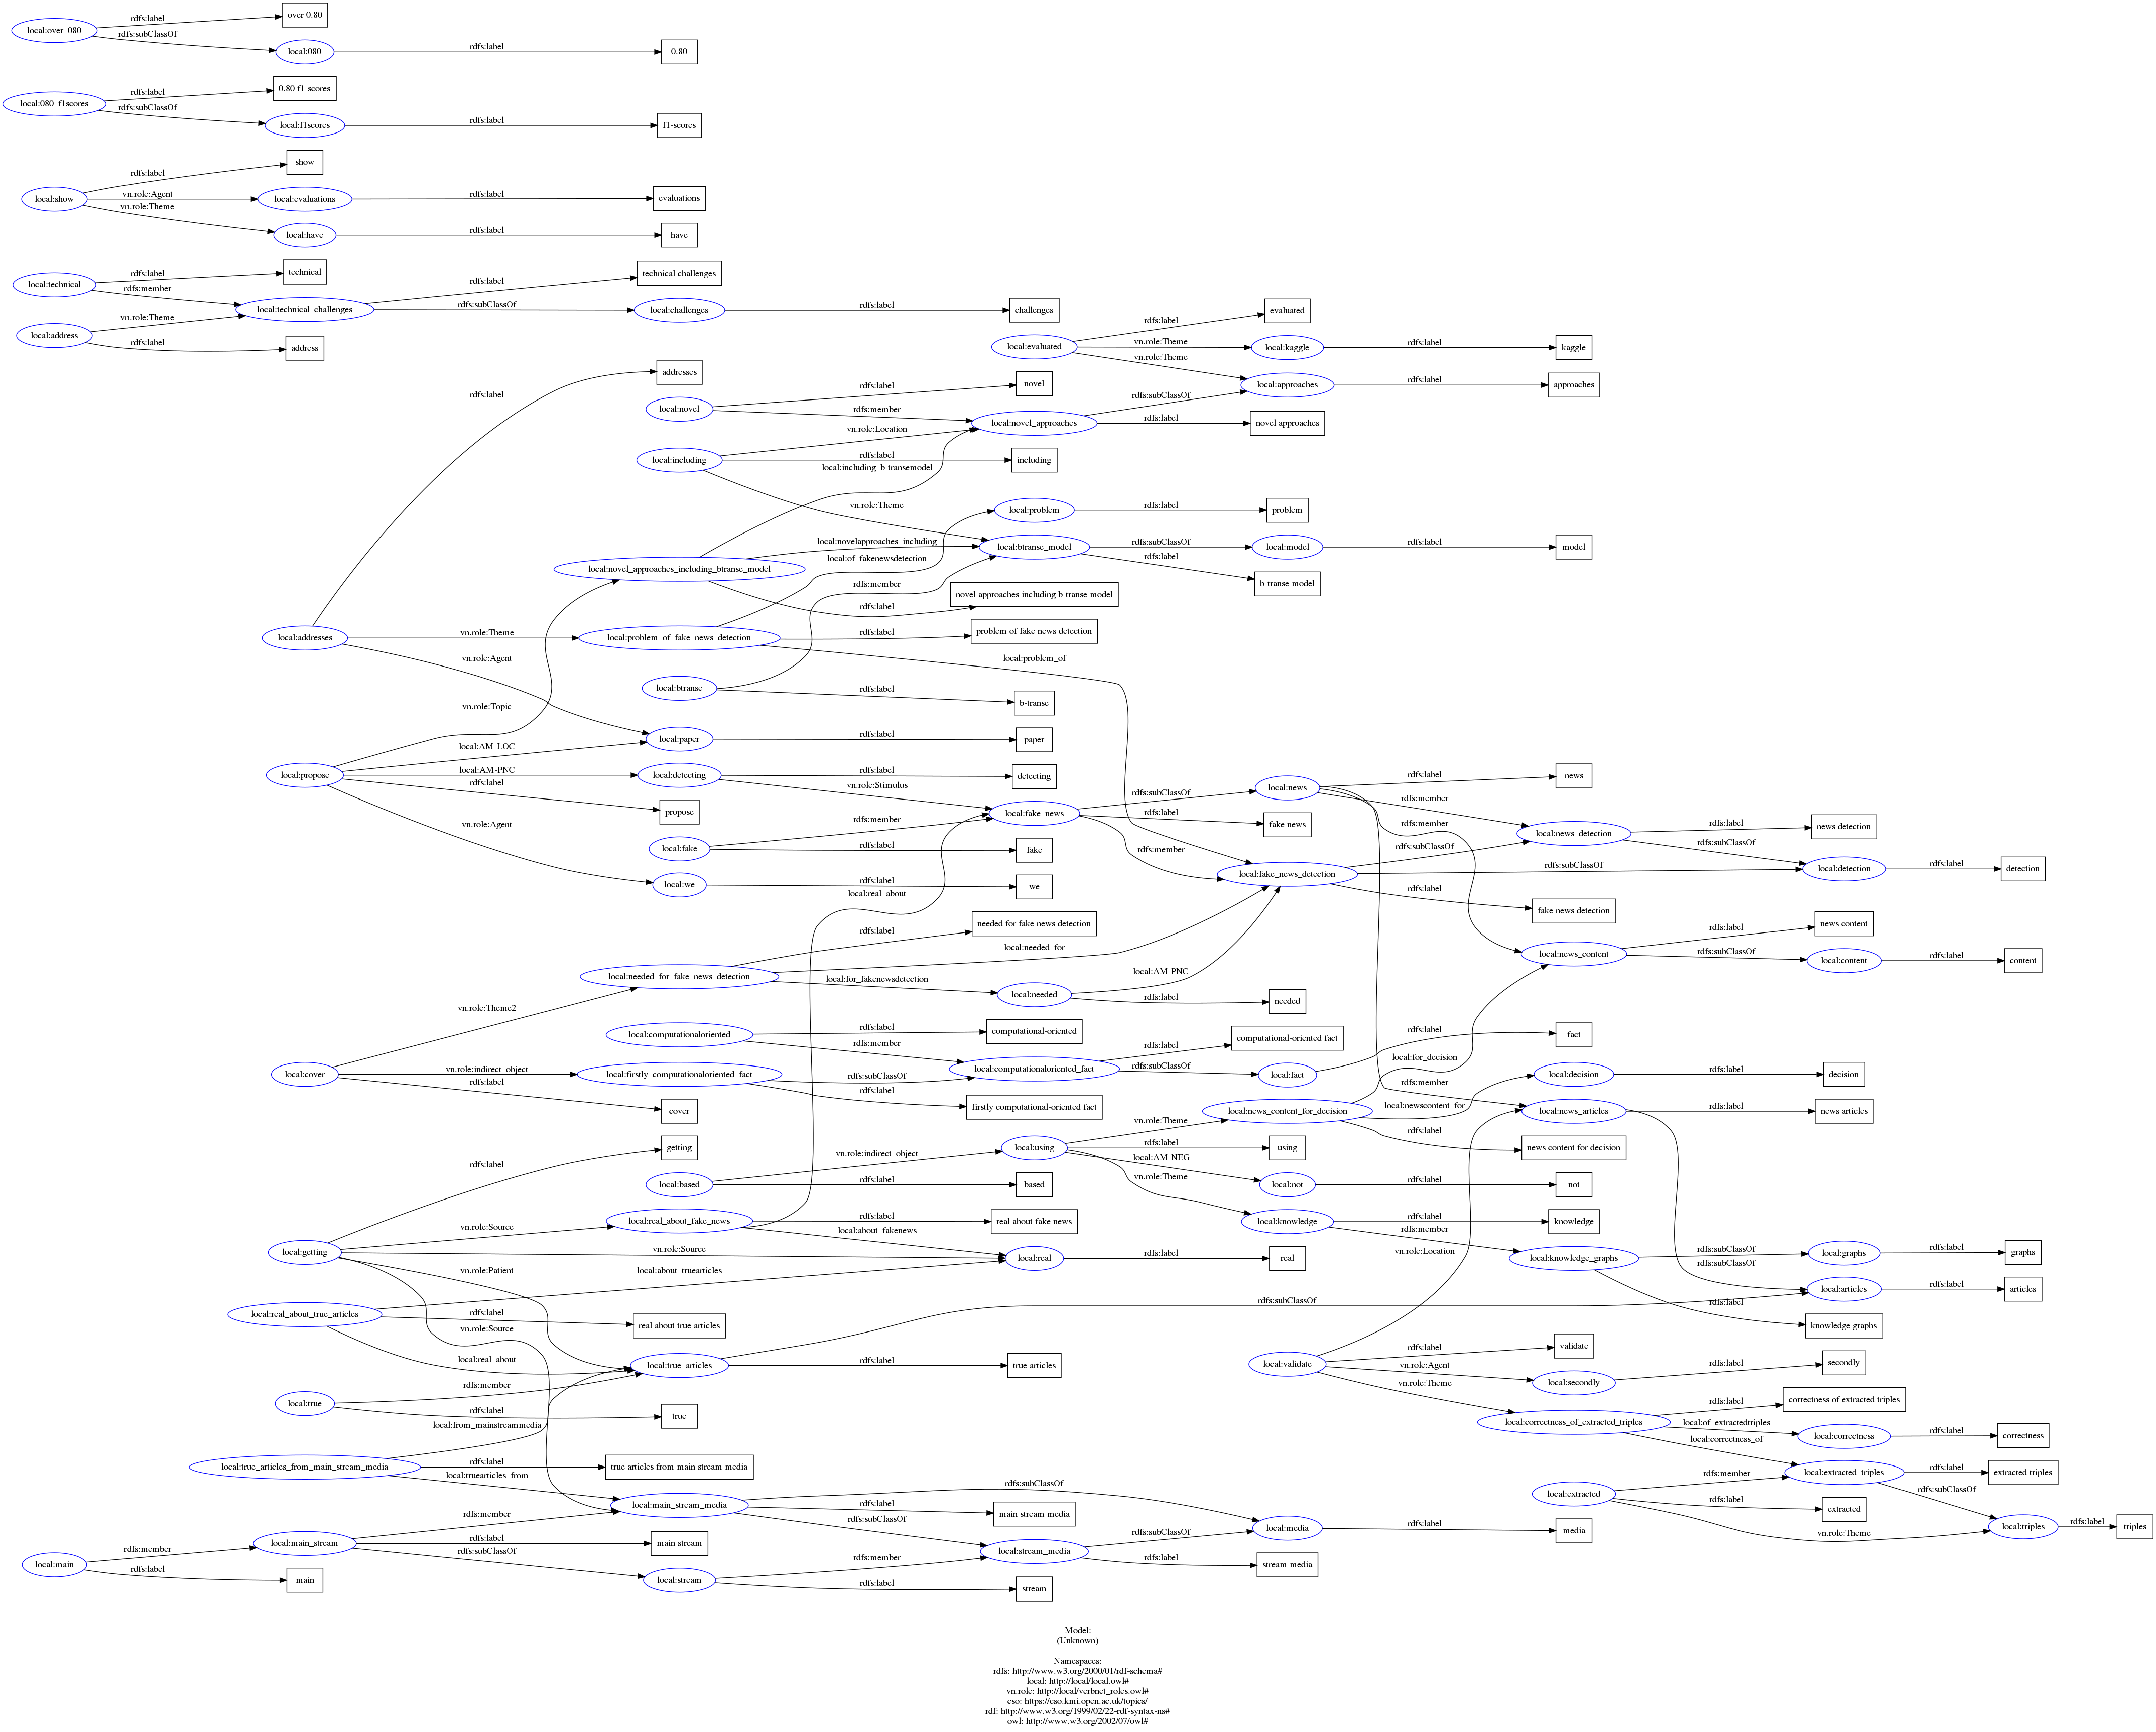 rdfs:label
over 0.80
local:over_080
rdfs:subClassOf
local:080
rdfs:label
0.80
rdfs:label
0.80 f1-scores
local:080_f1scores
rdfs:subClassOf
local:f1scores
rdfs:label
f1-scores
show
rdfs:label
local:show
vn.role:Agent
local:evaluations
rdfs:label
evaluations
vn.role:Theme
local:have
rdfs:label
have
local:technical
rdfs:label
technical
rdfs:member
rdfs:label
technical challenges
local:technical_challenges
rdfs:subClassOf
local:challenges
rdfs:label
challenges
local:address
vn.role:Theme
rdfs:label
address
rdfs:label
evaluated
local:evaluated
vn.role:Theme
local:kaggle
rdfs:label
kaggle
vn.role:Theme
local:approaches
rdfs:label
approaches
rdfs:label
addresses
local:novel
rdfs:label
novel
rdfs:member
rdfs:subClassOf
local:novel_approaches
rdfs:label
novel approaches
vn.role:Location
local:including
rdfs:label
including
local:including_b-transemodel
vn.role:Theme
local:problem
rdfs:label
problem
local:novelapproaches_including
local:btranse_model
rdfs:subClassOf
local:model
rdfs:label
model
local:of_fakenewsdetection
rdfs:label
b-transe model
local:novel_approaches_including_btranse_model
rdfs:member
novel approaches including b-transe model
rdfs:label
local:addresses
vn.role:Theme
local:problem_of_fake_news_detection
rdfs:label
problem of fake news detection
vn.role:Agent
local:problem_of
local:btranse
rdfs:label
b-transe
vn.role:Topic
local:paper
rdfs:label
paper
local:AM-LOC
local:propose
local:AM-PNC
local:detecting
rdfs:label
detecting
rdfs:label
vn.role:Stimulus
propose
vn.role:Agent
local:fake_news
rdfs:subClassOf
local:news
rdfs:label
news
rdfs:member
rdfs:label
fake news
rdfs:member
local:news_detection
rdfs:label
news detection
local:fake
rdfs:member
rdfs:label
fake
rdfs:member
rdfs:subClassOf
rdfs:subClassOf
local:fake_news_detection
rdfs:subClassOf
local:detection
rdfs:label
detection
local:we
rdfs:label
we
local:real_about
rdfs:label
fake news detection
needed for fake news detection
rdfs:label
local:needed_for
local:news_content
rdfs:label
news content
rdfs:subClassOf
local:content
rdfs:label
content
local:needed_for_fake_news_detection
local:for_fakenewsdetection
local:AM-PNC
local:needed
rdfs:label
needed
vn.role:Theme2
local:computationaloriented
rdfs:label
computational-oriented
rdfs:member
rdfs:label
computational-oriented fact
rdfs:label
fact
local:cover
vn.role:indirect_object
local:firstly_computationaloriented_fact
rdfs:subClassOf
local:computationaloriented_fact
rdfs:subClassOf
local:fact
local:for_decision
local:decision
rdfs:label
decision
rdfs:label
cover
rdfs:label
firstly computational-oriented fact
rdfs:member
local:news_content_for_decision
local:newscontent_for
local:news_articles
rdfs:label
news articles
rdfs:label
news content for decision
rdfs:label
getting
vn.role:Theme
local:using
rdfs:label
using
vn.role:indirect_object
local:AM-NEG
local:based
rdfs:label
based
vn.role:Theme
local:not
rdfs:label
not
vn.role:Source
local:real_about_fake_news
rdfs:label
real about fake news
local:about_fakenews
local:knowledge
rdfs:label
knowledge
rdfs:member
local:getting
vn.role:Source
local:real
rdfs:label
real
vn.role:Location
local:knowledge_graphs
rdfs:subClassOf
local:graphs
rdfs:label
graphs
rdfs:subClassOf
vn.role:Patient
local:about_truearticles
local:articles
rdfs:label
articles
rdfs:label
knowledge graphs
local:real_about_true_articles
rdfs:label
real about true articles
rdfs:subClassOf
vn.role:Source
local:real_about
local:true_articles
rdfs:label
true articles
local:validate
rdfs:label
validate
vn.role:Agent
local:secondly
rdfs:label
secondly
vn.role:Theme
local:true
rdfs:member
rdfs:label
true
local:from_mainstreammedia
local:correctness_of_extracted_triples
rdfs:label
correctness of extracted triples
local:of_extractedtriples
local:correctness
rdfs:label
correctness
local:correctness_of
local:true_articles_from_main_stream_media
rdfs:label
true articles from main stream media
local:truearticles_from
rdfs:member
local:extracted_triples
rdfs:label
extracted triples
local:extracted
rdfs:label
extracted
rdfs:subClassOf
vn.role:Theme
local:triples
rdfs:label
triples
rdfs:subClassOf
local:main_stream_media
rdfs:label
main stream media
rdfs:subClassOf
rdfs:member
local:main_stream
rdfs:label
main stream
rdfs:subClassOf
local:media
rdfs:label
media
rdfs:subClassOf
local:stream_media
rdfs:label
stream media
local:main
rdfs:member
rdfs:label
main
local:stream
rdfs:member
rdfs:label
stream
Model:
(Unknown)
Namespaces:
rdfs: http://www.w3.org/2000/01/rdf-schema#
local: http://local/local.owl#
vn.role: http://local/verbnet_roles.owl#
cso: https://cso.kmi.open.ac.uk/topics/
rdf: http://www.w3.org/1999/02/22-rdf-syntax-ns#
owl: http://www.w3.org/2002/07/owl#